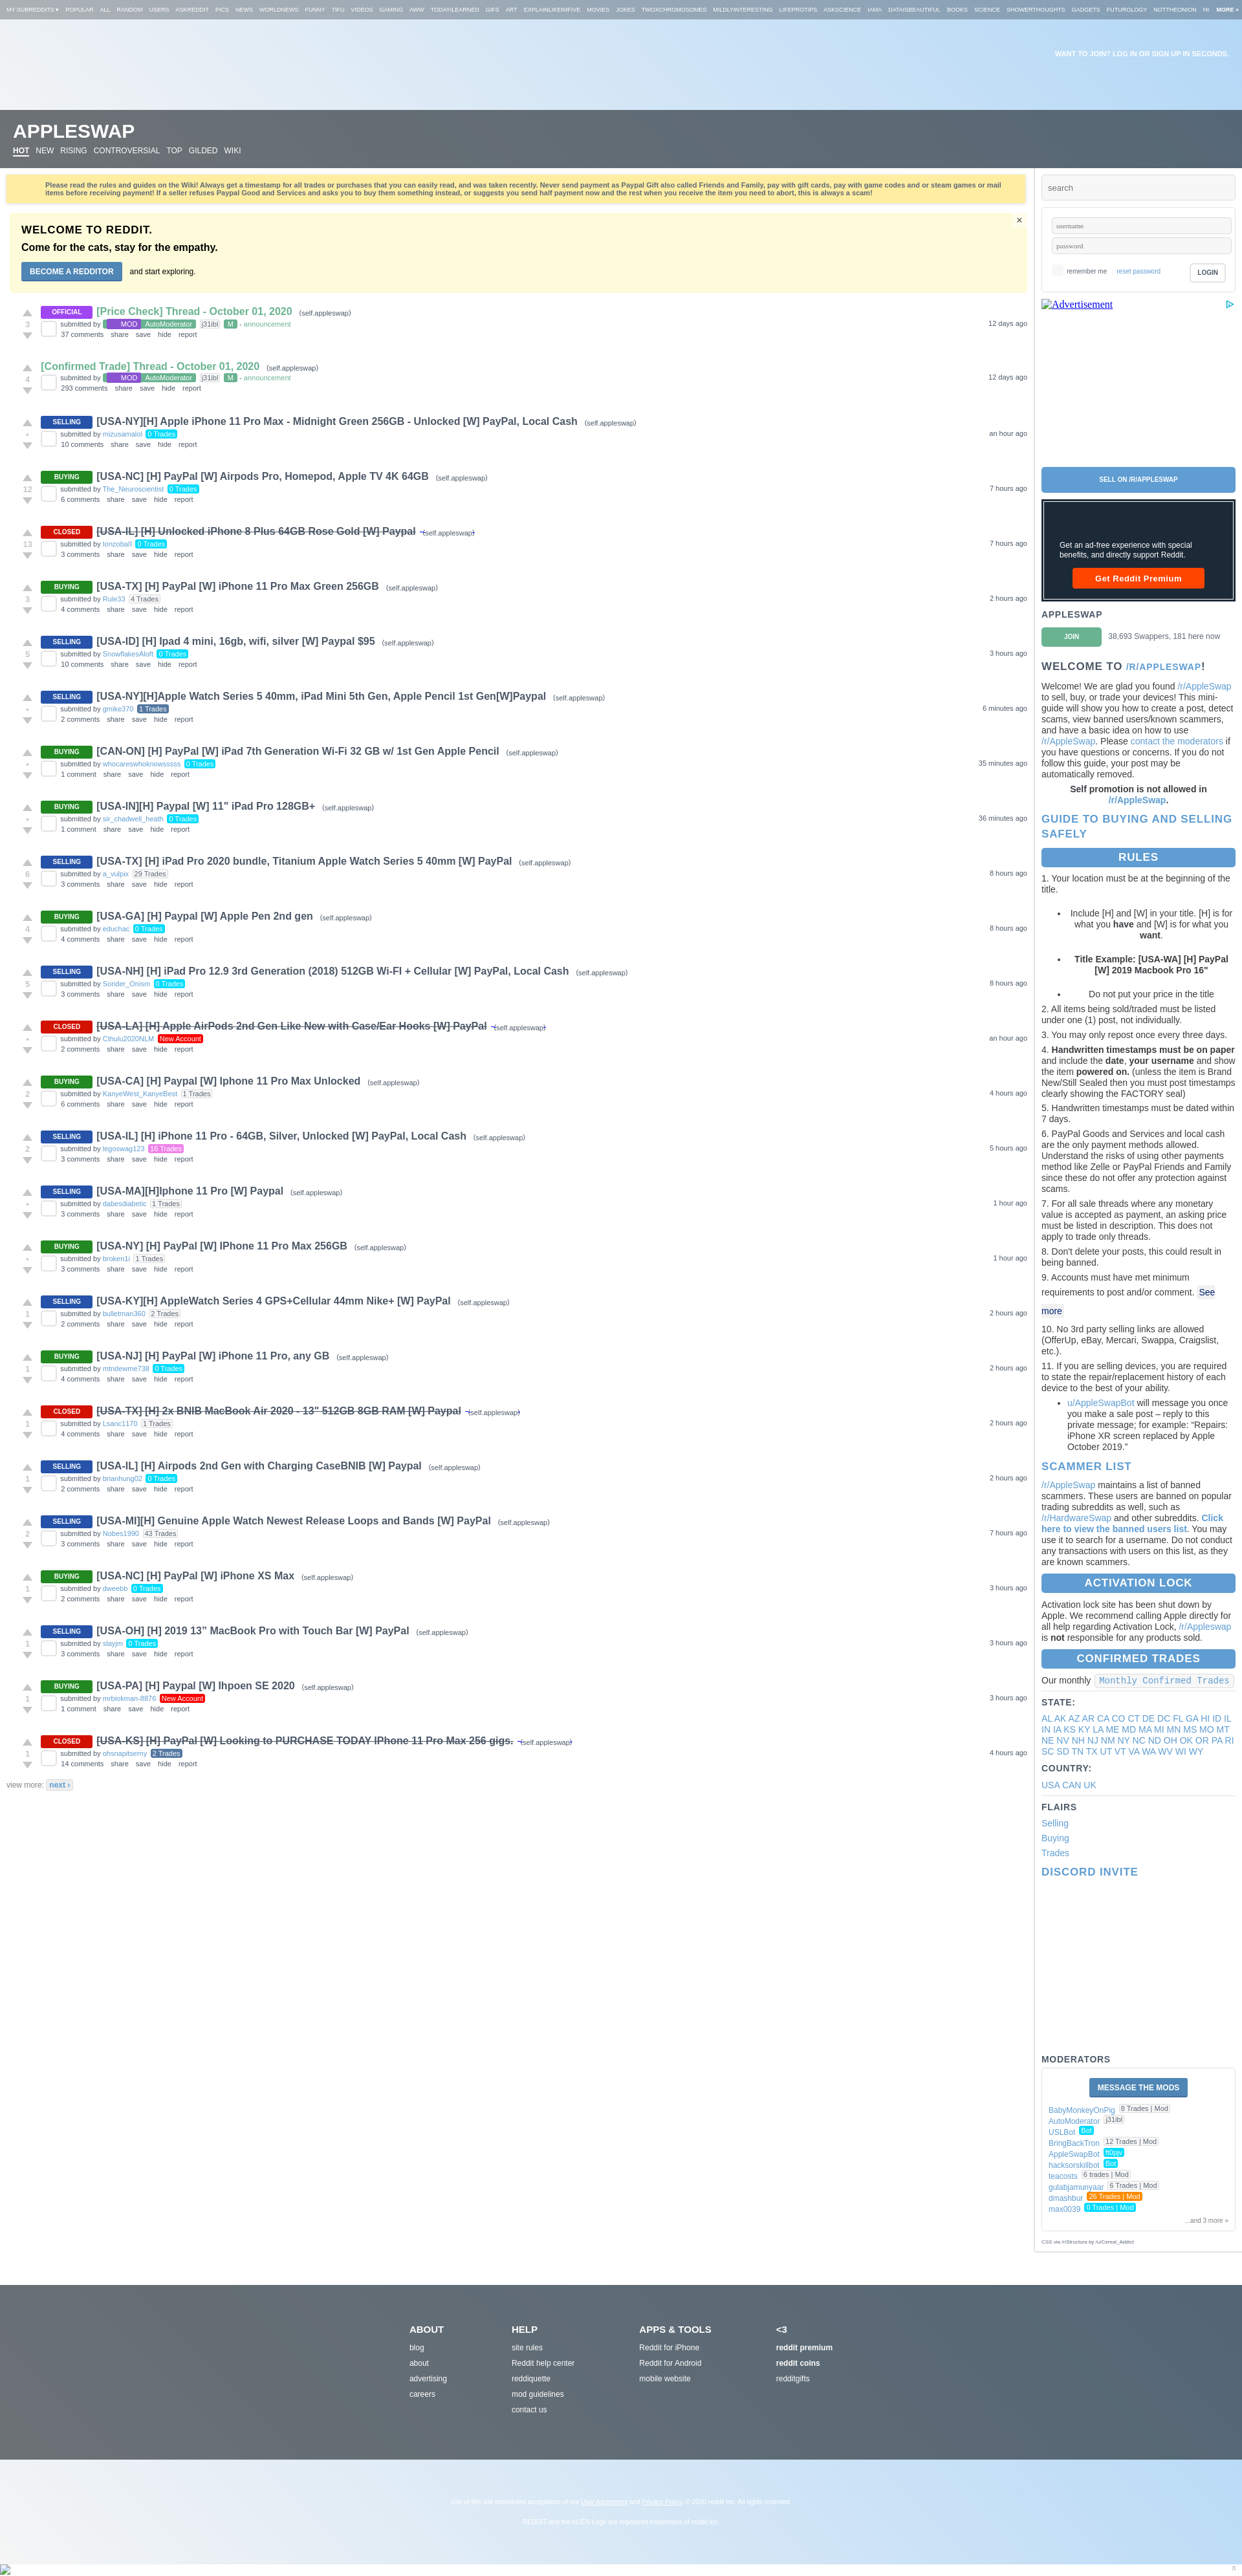 MY SUBREDDITS ▾ POPULAR ALL RANDOM USERS ASKREDDIT PICS NEWS WORLDNEWS FUNNY TIFU VIDEOS GAMING AWW TODAYILEARNED GIFS ART EXPLAINLIKEIMFIVE MOVIES JOKES TWOXCHROMOSOMES MILDLYINTERESTING LIFEPROTIPS ASKSCIENCE IAMA DATAISBEAUTIFUL BOOKS SCIENCE SHOWERTHOUGHTS GADGETS FUTUROLOGY NOTTHEONION HI MORE »
WANT TO JOIN? LOG IN OR SIGN UP IN SECONDS.
APPLESWAP
HOT NEW RISING CONTROVERSIAL TOP GILDED WIKI
Please read the rules and guides on the Wiki! Always get a timestamp for all trades or purchases that you can easily read, and was taken recently. Never send payment as Paypal Gift also called Friends and Family, pay with gift cards, pay with game codes and or steam games or mail
items before receiving payment! If a seller refuses Paypal Good and Services and asks you to buy them something instead, or suggests you send half payment now and the rest when you receive the item you need to abort, this is always a scam!
WELCOME TO REDDIT.
×
Come for the cats, stay for the empathy.
BECOME A REDDITOR and start exploring.
OFFICIAL [Price Check] Thread - October 01, 2020 (self.appleswap)
3 submitted by MOD AutoModerator j31ibl M - announcement 12 days ago
37 comments share save hide report
[Confirmed Trade] Thread - October 01, 2020 (self.appleswap)
4 submitted by MOD AutoModerator j31ibl M - announcement 12 days ago
293 comments share save hide report
SELLING [USA-NY][H] Apple iPhone 11 Pro Max - Midnight Green 256GB - Unlocked [W] PayPal, Local Cash (self.appleswap)
• submitted by mizusamalol 0 Trades an hour ago
10 comments share save hide report
BUYING [USA-NC] [H] PayPal [W] Airpods Pro, Homepod, Apple TV 4K 64GB (self.appleswap)
12 submitted by The_Neuroscientist 0 Trades 7 hours ago
6 comments share save hide report
CLOSED [USA-IL] [H] Unlocked iPhone 8 Plus 64GB Rose Gold [W] Paypal (self.appleswap)
13 submitted by lonzoball 0 Trades 7 hours ago
3 comments share save hide report
BUYING [USA-TX] [H] PayPal [W] iPhone 11 Pro Max Green 256GB (self.appleswap)
3 submitted by Rule33 4 Trades 2 hours ago
4 comments share save hide report
SELLING [USA-ID] [H] Ipad 4 mini, 16gb, wifi, silver [W] Paypal $95 (self.appleswap)
5 submitted by SnowflakesAloft 0 Trades 3 hours ago
10 comments share save hide report
SELLING [USA-NY][H]Apple Watch Series 5 40mm, iPad Mini 5th Gen, Apple Pencil 1st Gen[W]Paypal (self.appleswap)
• submitted by gmike370 1 Trades 6 minutes ago
2 comments share save hide report
BUYING [CAN-ON] [H] PayPal [W] iPad 7th Generation Wi-Fi 32 GB w/ 1st Gen Apple Pencil (self.appleswap)
• submitted by whocareswhoknowsssss 0 Trades 35 minutes ago
1 comment share save hide report
BUYING [USA-IN][H] Paypal [W] 11" iPad Pro 128GB+ (self.appleswap)
• submitted by sir_chadwell_heath 0 Trades 36 minutes ago
1 comment share save hide report
SELLING [USA-TX] [H] iPad Pro 2020 bundle, Titanium Apple Watch Series 5 40mm [W] PayPal (self.appleswap)
6 submitted by a_vulpix 29 Trades 8 hours ago
3 comments share save hide report
BUYING [USA-GA] [H] Paypal [W] Apple Pen 2nd gen (self.appleswap)
4 submitted by educhac 0 Trades 8 hours ago
4 comments share save hide report
SELLING [USA-NH] [H] iPad Pro 12.9 3rd Generation (2018) 512GB Wi-FI + Cellular [W] PayPal, Local Cash (self.appleswap)
5 submitted by Sonder_Onism 0 Trades 8 hours ago
3 comments share save hide report
CLOSED [USA-LA] [H] Apple AirPods 2nd Gen Like New with Case/Ear Hooks [W] PayPal (self.appleswap)
• submitted by Cthulu2020NLM New Account an hour ago
2 comments share save hide report
BUYING [USA-CA] [H] Paypal [W] Iphone 11 Pro Max Unlocked (self.appleswap)
2 submitted by KanyeWest_KanyeBest 1 Trades 4 hours ago
6 comments share save hide report
SELLING [USA-IL] [H] iPhone 11 Pro - 64GB, Silver, Unlocked [W] PayPal, Local Cash (self.appleswap)
2 submitted by legoswag123 16 Trades 5 hours ago
3 comments share save hide report
SELLING [USA-MA][H]Iphone 11 Pro [W] Paypal (self.appleswap)
• submitted by dabesdiabetic 1 Trades 1 hour ago
3 comments share save hide report
BUYING [USA-NY] [H] PayPal [W] IPhone 11 Pro Max 256GB (self.appleswap)
• submitted by broken1i 1 Trades 1 hour ago
3 comments share save hide report
SELLING [USA-KY][H] AppleWatch Series 4 GPS+Cellular 44mm Nike+ [W] PayPal (self.appleswap)
1 submitted by bulletman360 2 Trades 2 hours ago
2 comments share save hide report
BUYING [USA-NJ] [H] PayPal [W] iPhone 11 Pro, any GB (self.appleswap)
1 submitted by mtndewme738 0 Trades 2 hours ago
4 comments share save hide report
CLOSED [USA-TX] [H] 2x BNIB MacBook Air 2020 - 13" 512GB 8GB RAM [W] Paypal (self.appleswap)
1 submitted by Lsanc1170 1 Trades 2 hours ago
4 comments share save hide report
SELLING [USA-IL] [H] Airpods 2nd Gen with Charging CaseBNIB [W] Paypal (self.appleswap)
1 submitted by brianhung02 0 Trades 2 hours ago
2 comments share save hide report
SELLING [USA-MI][H] Genuine Apple Watch Newest Release Loops and Bands [W] PayPal (self.appleswap)
2 submitted by Nobes1990 43 Trades 7 hours ago
3 comments share save hide report
BUYING [USA-NC] [H] PayPal [W] iPhone XS Max (self.appleswap)
1 submitted by dweebb 0 Trades 3 hours ago
2 comments share save hide report
SELLING [USA-OH] [H] 2019 13” MacBook Pro with Touch Bar [W] PayPal (self.appleswap)
1 submitted by slayjm 0 Trades 3 hours ago
3 comments share save hide report
BUYING [USA-PA] [H] Paypal [W] Ihpoen SE 2020 (self.appleswap)
1 submitted by mrbiokman-8876 New Account 3 hours ago
1 comment share save hide report
CLOSED [USA-KS] [H] PayPal [W] Looking to PURCHASE TODAY IPhone 11 Pro Max 256 gigs. (self.appleswap)
1 submitted by ohsnapitserny 2 Trades 4 hours ago
14 comments share save hide report
view more: next ›
search
username
password
remember me reset password LOGIN
Advertisement
SELL ON /R/APPLESWAP
Get an ad-free experience with special
benefits, and directly support Reddit.
Get Reddit Premium
APPLESWAP
JOIN 38,693 Swappers, 181 here now
WELCOME TO /R/APPLESWAP!
Welcome! We are glad you found /r/AppleSwap
to sell, buy, or trade your devices! This mini-
guide will show you how to create a post, detect
scams, view banned users/known scammers,
and have a basic idea on how to use
/r/AppleSwap. Please contact the moderators if
you have questions or concerns. If you do not
follow this guide, your post may be
automatically removed.
Self promotion is not allowed in
/r/AppleSwap.
GUIDE TO BUYING AND SELLING
SAFELY
RULES
1. Your location must be at the beginning of the
title.
• Include [H] and [W] in your title. [H] is for
what you have and [W] is for what you
want.
• Title Example: [USA-WA] [H] PayPal
[W] 2019 Macbook Pro 16"
• Do not put your price in the title
2. All items being sold/traded must be listed
under one (1) post, not individually.
3. You may only repost once every three days.
4. Handwritten timestamps must be on paper
and include the date, your username and show
the item powered on. (unless the item is Brand
New/Still Sealed then you must post timestamps
clearly showing the FACTORY seal)
5. Handwritten timestamps must be dated within
7 days.
6. PayPal Goods and Services and local cash
are the only payment methods allowed.
Understand the risks of using other payments
method like Zelle or PayPal Friends and Family
since these do not offer any protection against
scams.
7. For all sale threads where any monetary
value is accepted as payment, an asking price
must be listed in description. This does not
apply to trade only threads.
8. Don't delete your posts, this could result in
being banned.
9. Accounts must have met minimum
requirements to post and/or comment. See
more
10. No 3rd party selling links are allowed
(OfferUp, eBay, Mercari, Swappa, Craigslist,
etc.).
11. If you are selling devices, you are required
to state the repair/replacement history of each
device to the best of your ability.
• u/AppleSwapBot will message you once
you make a sale post – reply to this
private message; for example: “Repairs:
iPhone XR screen replaced by Apple
October 2019.”
SCAMMER LIST
/r/AppleSwap maintains a list of banned
scammers. These users are banned on popular
trading subreddits as well, such as
/r/HardwareSwap and other subreddits. Click
here to view the banned users list. You may
use it to search for a username. Do not conduct
any transactions with users on this list, as they
are known scammers.
ACTIVATION LOCK
Activation lock site has been shut down by
Apple. We recommend calling Apple directly for
all help regarding Activation Lock, /r/Appleswap
is not responsible for any products sold.
CONFIRMED TRADES
Our monthly Monthly Confirmed Trades
STATE:
AL AK AZ AR CA CO CT DE DC FL GA HI ID IL
IN IA KS KY LA ME MD MA MI MN MS MO MT
NE NV NH NJ NM NY NC ND OH OK OR PA RI
SC SD TN TX UT VT VA WA WV WI WY
COUNTRY:
USA CAN UK
FLAIRS
Selling
Buying
Trades
DISCORD INVITE
MODERATORS
MESSAGE THE MODS
BabyMonkeyOnPig 8 Trades | Mod
AutoModerator j31ibl
USLBot Bot
BringBackTron 12 Trades | Mod
AppleSwapBot ft0pjv
hacksorskillbot Bot
teacosts 6 trades | Mod
gulabjamunyaar 6 Trades | Mod
dmashbur 26 Trades | Mod
max0039 0 Trades | Mod
...and 3 more »
CSS via /r/Structura by /u/Cereal_Addict
ABOUT
blog
about
advertising
careers
HELP
site rules
Reddit help center
reddiquette
mod guidelines
contact us
APPS & TOOLS
Reddit for iPhone
Reddit for Android
mobile website
<3
reddit premium
reddit coins
redditgifts
Use of this site constitutes acceptance of our User Agreement and Privacy Policy. © 2020 reddit inc. All rights reserved.
REDDIT and the ALIEN Logo are registered trademarks of reddit inc.
π